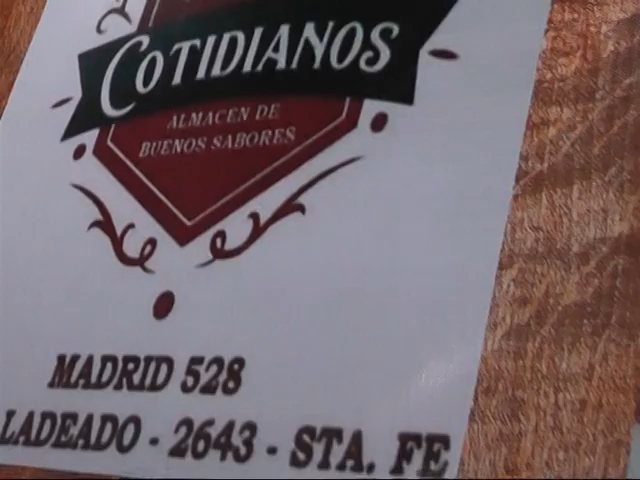 COTIDIANOS
ALMACEN DE
BUENOS SABORES
MADRID 528
LADEADO - 2643 - STA. FE